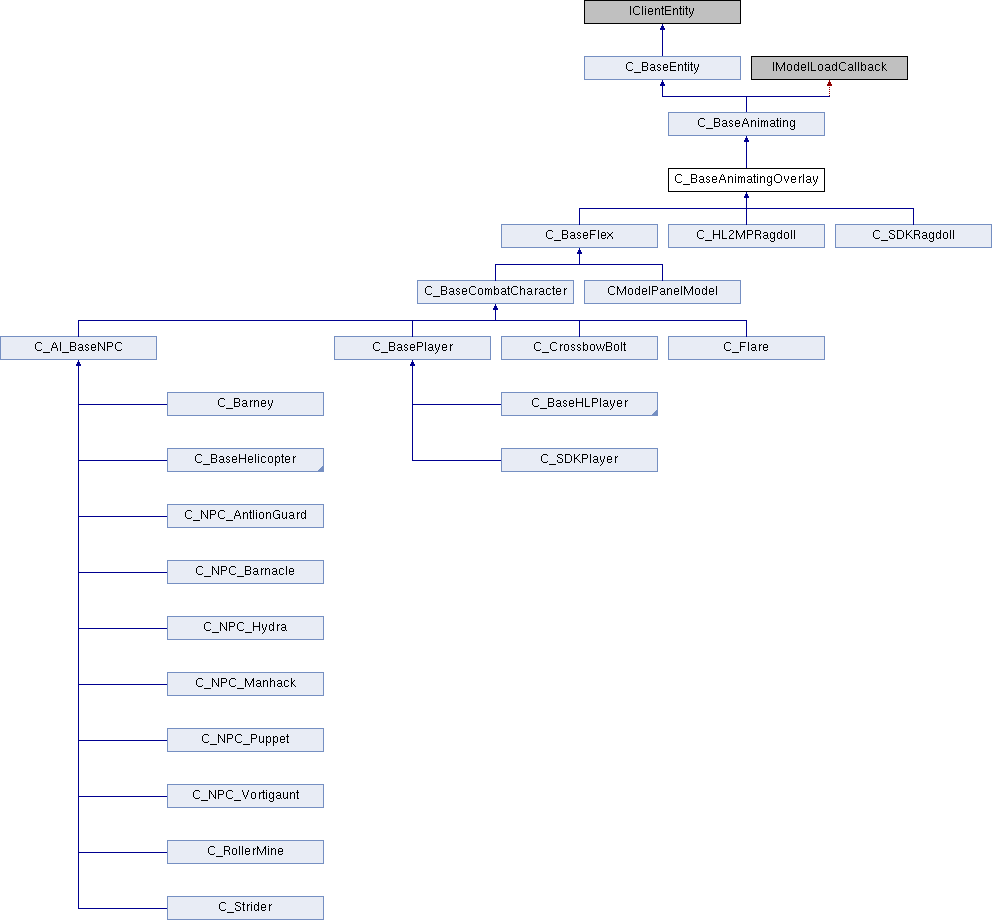 IClientEntity
C_BaseEntity
IModelLoadCallback
C_BaseAnimating
C_BaseAnimatingOverlay
C_BaseFlex
C_HL2MPRagdoll
C_SDKRagdoll
C_BaseCombatCharacter
CModelPanelModel
C_AI_BaseNPC
C_BasePlayer
C_CrossbowBolt
C_Flare
C_Barney
C_BaseHLPlayer
C_BaseHelicopter
C_SDKPlayer
C_NPC_AntlionGuard
C_NPC_Barnacle
C_NPC_Hydra
C_NPC_Manhack
C_NPC_Puppet
C_NPC_Vortigaunt
C_RollerMine
C_Strider